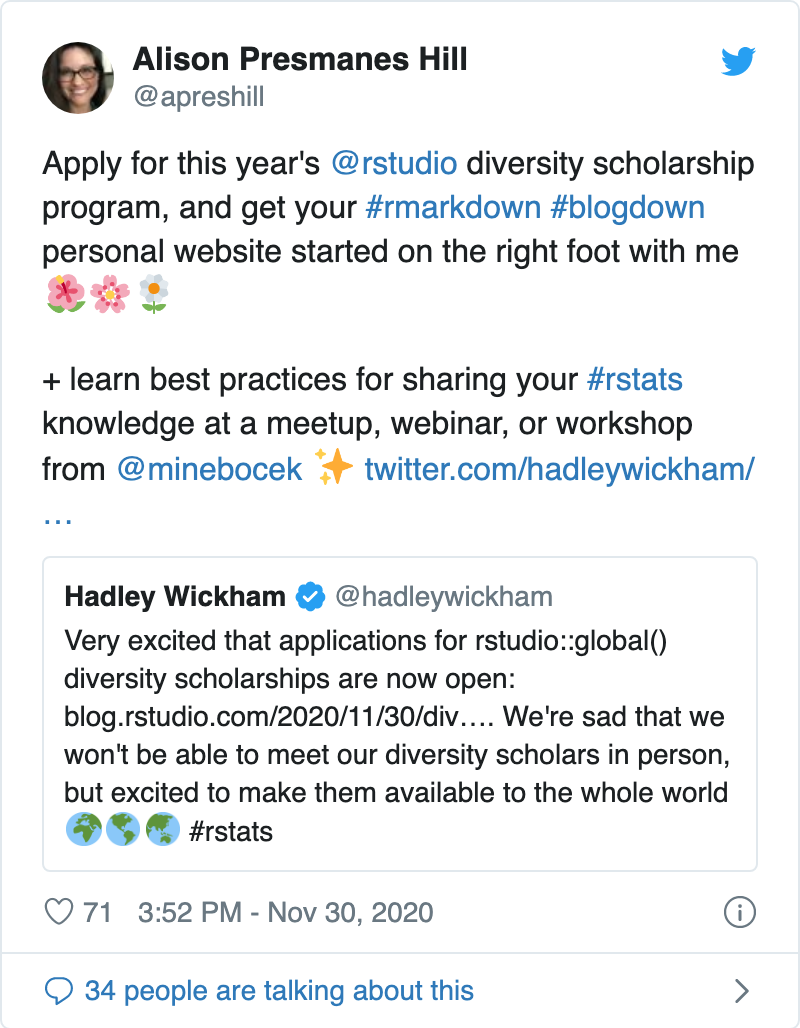 Alison Presmanes Hill
@apreshill
Apply for this year's @rstudio diversity scholarship
program, and get your #rmarkdown #blogdown
personal website started on the right foot with me
🌺🌸🌼
+ learn best practices for sharing your #rstats
knowledge at a meetup, webinar, or workshop
from @minebocek ✨ twitter.com/hadleywickham/
…
Hadley Wickham @hadleywickham
Very excited that applications for rstudio::global()
diversity scholarships are now open:
blog.rstudio.com/2020/11/30/div…. We're sad that we
won't be able to meet our diversity scholars in person,
but excited to make them available to the whole world
🌍🌎🌏 #rstats
71 3:52 PM - Nov 30, 2020
34 people are talking about this